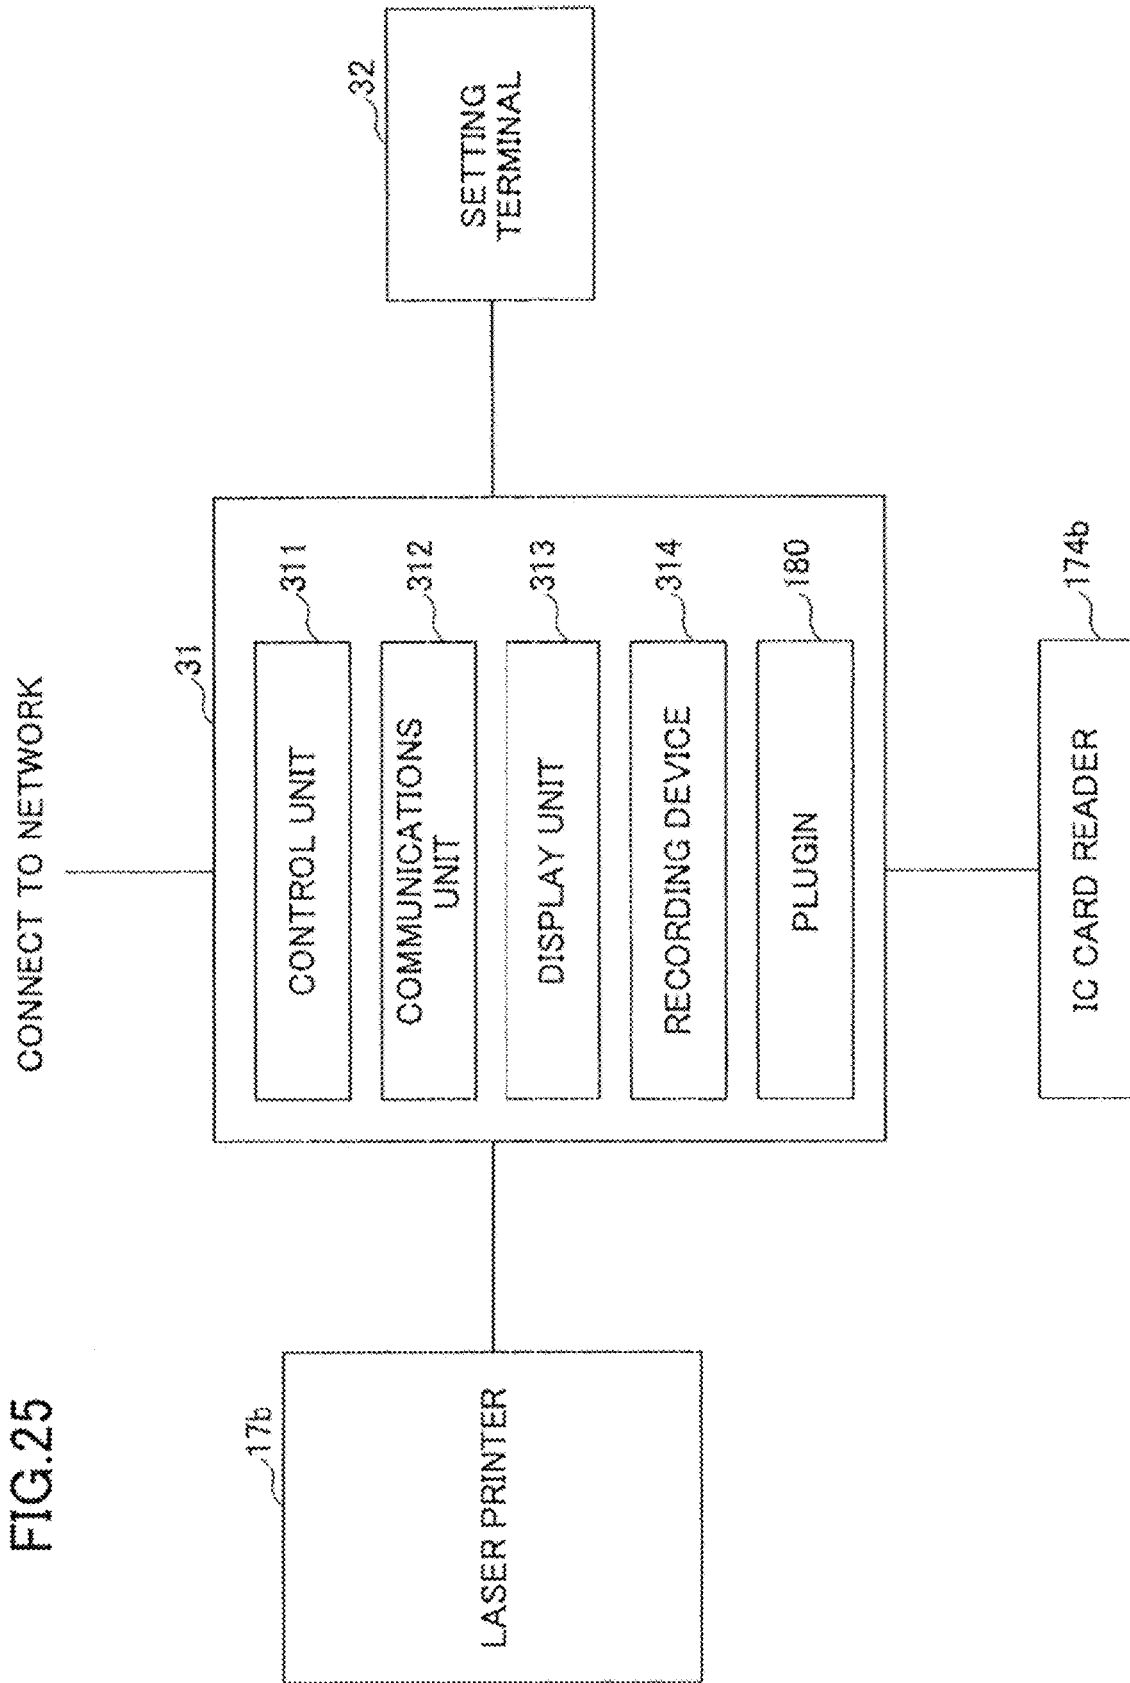 FIG.25
CONNECT TO NETWORK
31
32
17b
CONTROL UNIT
311
COMMUNICATIONS
UNIT
312
LASER PRINTER
DISPLAY UNIT
313
SETTING
TERMINAL
RECORDING DEVICE
314
PLUGIN
180
IC CARD READER
174b